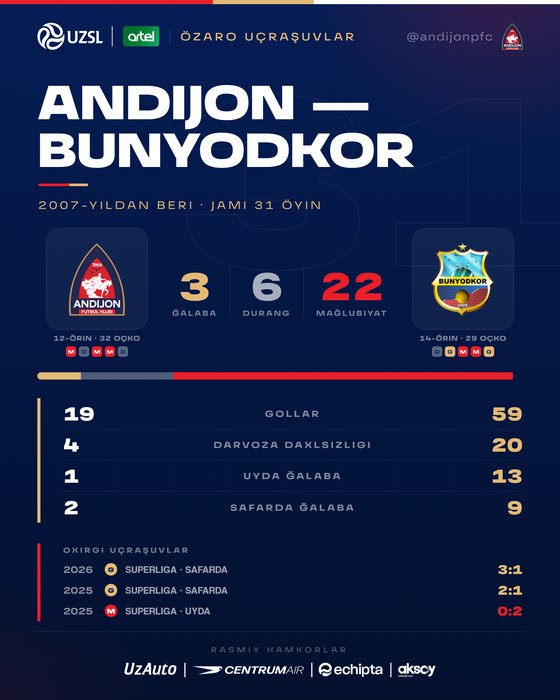 UZSL artel ÖZARO UÇRAŞUVLAR @andijonpfc
ANDIJON —
BUNYODKOR
2007-YILDAN BERI · JAMI 31 ÖYIN
1964
ANDIJON
FUTBOL KLUBI
3 6 22
ĞALABA DURANG MAĞLUBIYAT
BUNYODKOR
2005
12-ÖRIN · 32 OÇKO 14-ÖRIN · 29 OÇKO
M D M M D D G M M G
19 GOLLAR 59
4 DARVOZA DAXLSIZLIGI 20
1 UYDA ĞALABA 13
2 SAFARDA ĞALABA 9
OXIRGI UÇRAŞUVLAR
2026 G SUPERLIGA · SAFARDA 3:1
2025 G SUPERLIGA · SAFARDA 2:1
2025 M SUPERLIGA · UYDA 0:2
RASMIY HAMKORLAR
UzAuto CENTRUMAIR echipta aksoy